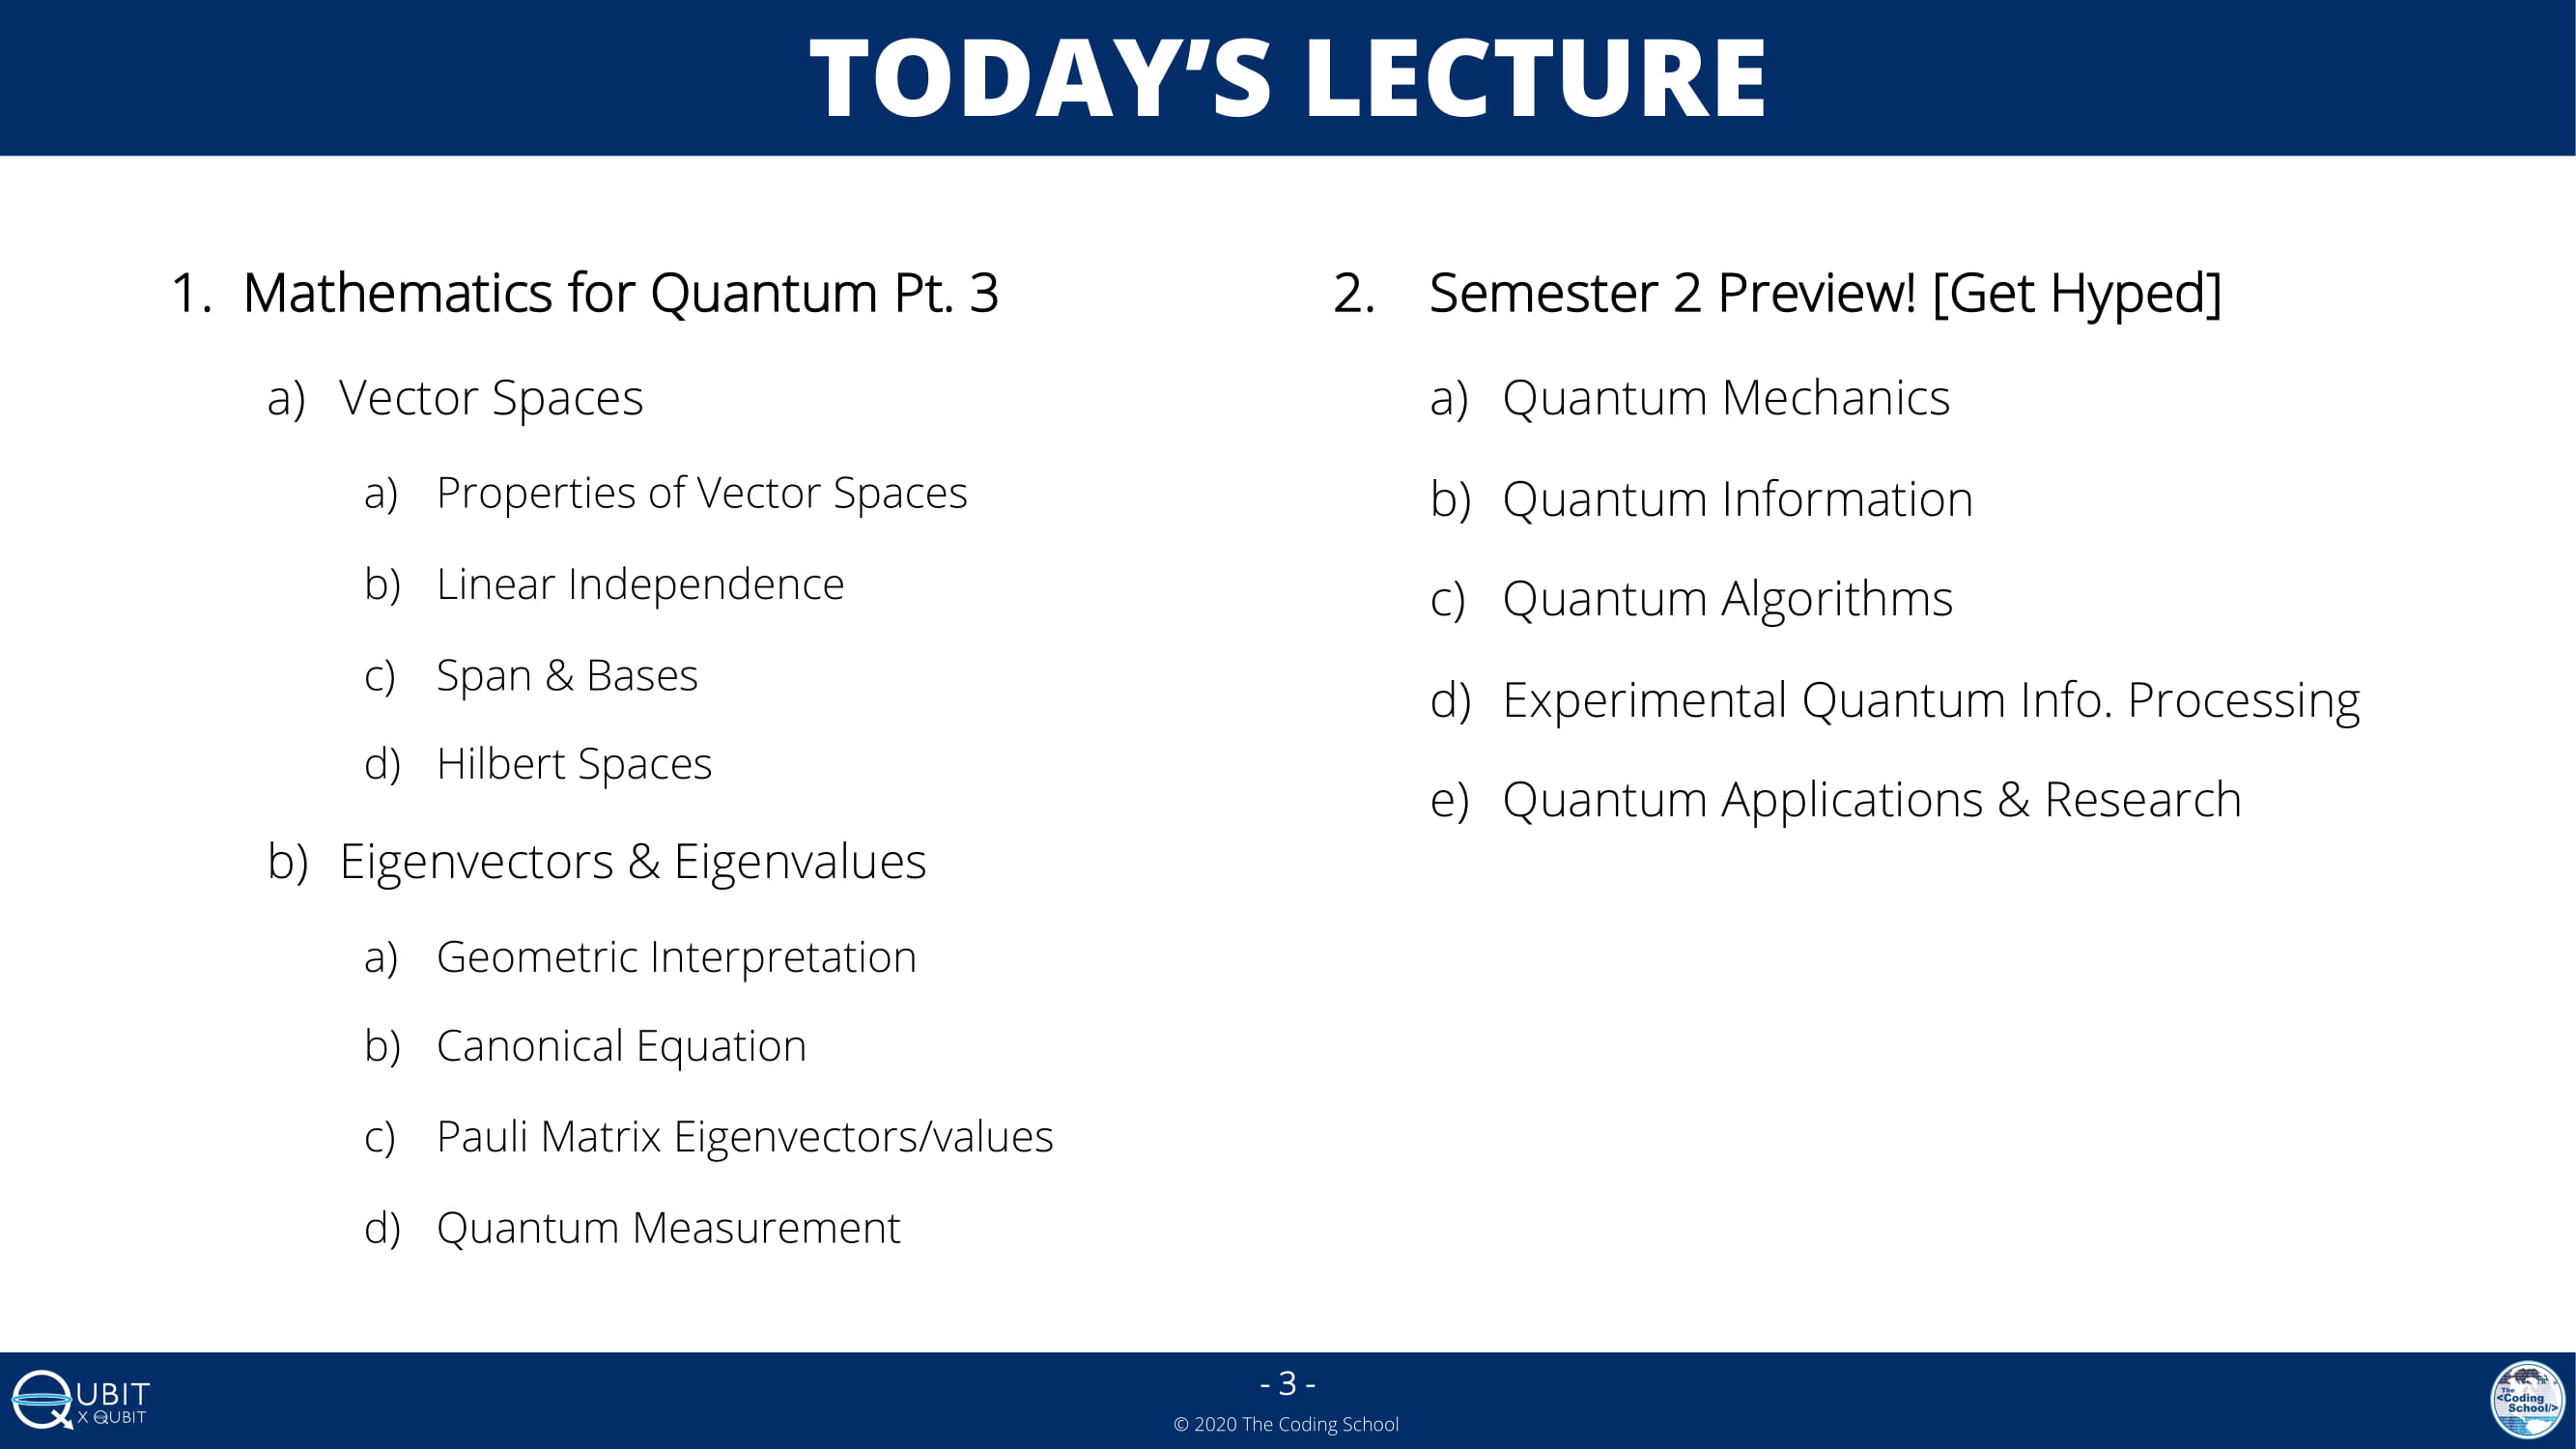 TODAY’S LECTURE
1. Mathematics for Quantum Pt. 3
a) Vector Spaces
a) Properties of Vector Spaces
b) Linear Independence
c) Span & Bases
d) Hilbert Spaces
b) Eigenvectors & Eigenvalues
a) Geometric Interpretation
b) Canonical Equation
c) Pauli Matrix Eigenvectors/values
d) Quantum Measurement
2. Semester 2 Preview! [Get Hyped]
a) Quantum Mechanics
b) Quantum Information
c) Quantum Algorithms
d) Experimental Quantum Info. Processing
e) Quantum Applications & Research
QUBIT
X QUBIT
- 3 -
© 2020 The Coding School
The
<Coding
School/>